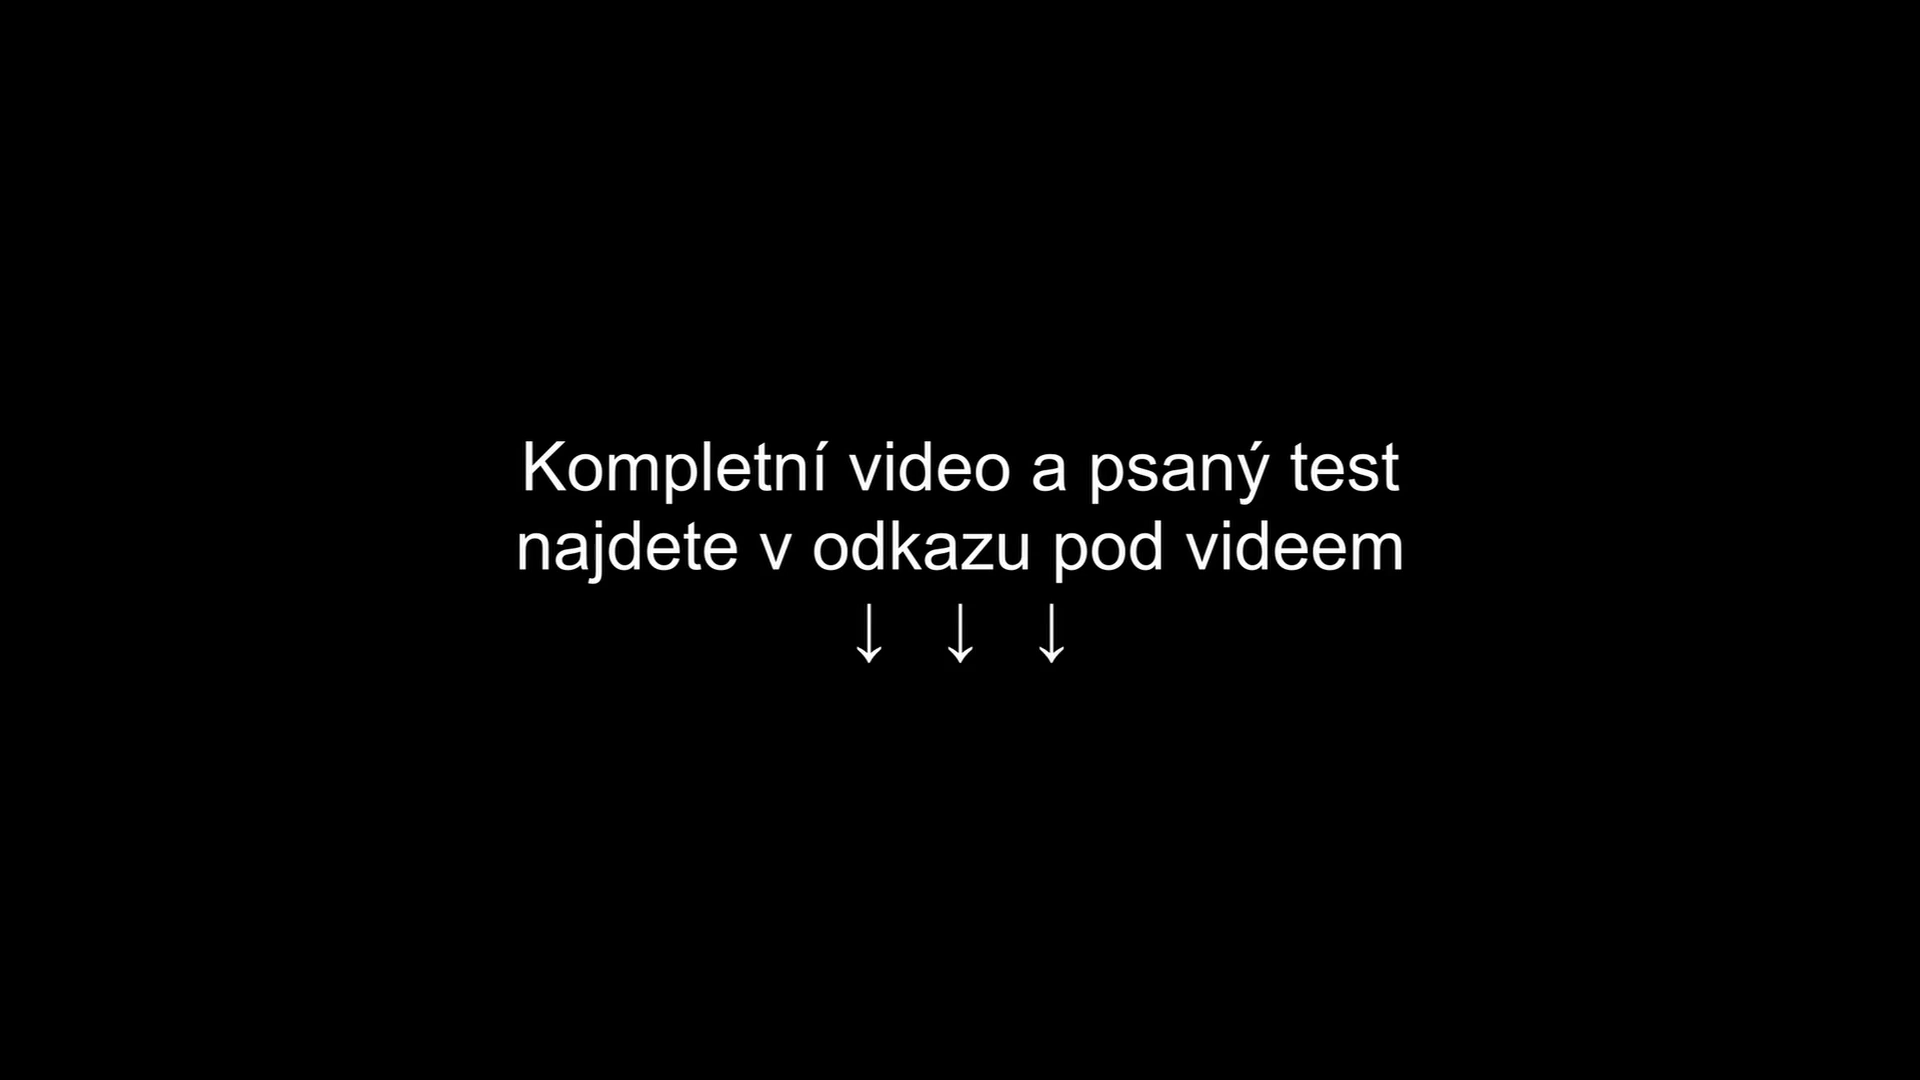 Kompletní video a psaný test
najdete v odkazu pod videem
↓ ↓ ↓